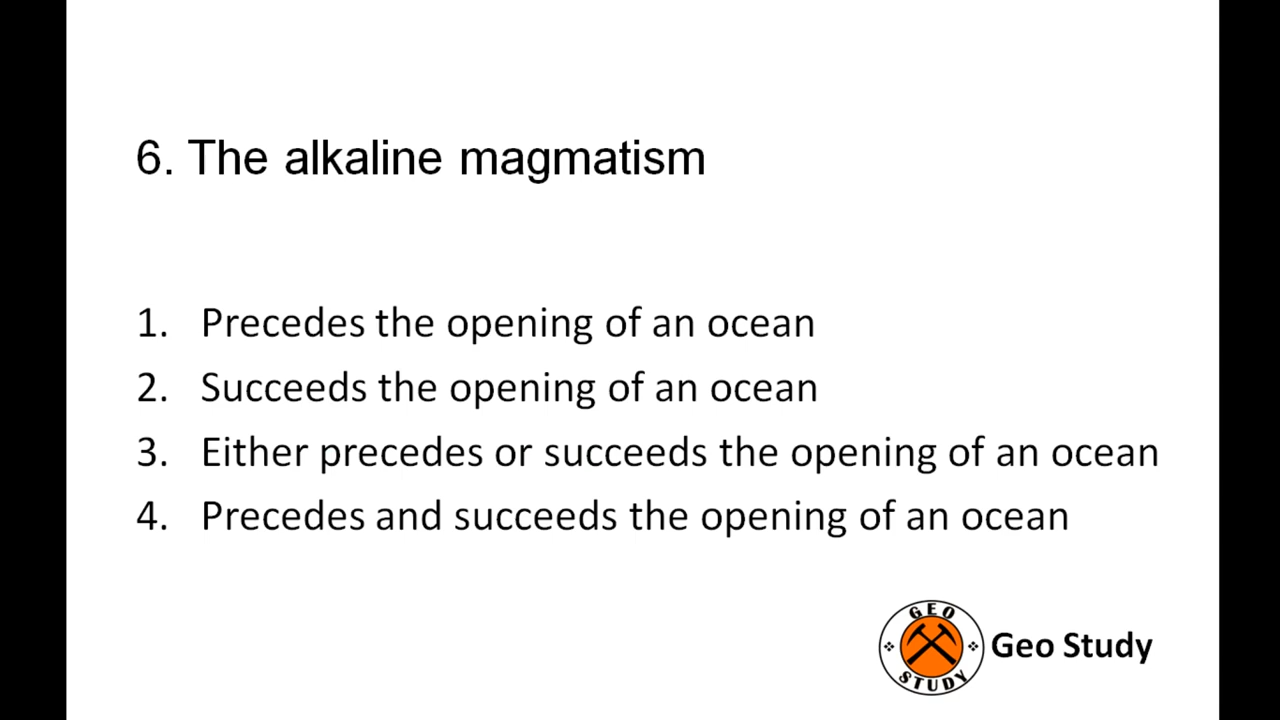 6. The alkaline magmatism
1. Precedes the opening of an ocean
2. Succeeds the opening of an ocean
3. Either precedes or succeeds the opening of an ocean
4. Precedes and succeeds the opening of an ocean
GEO
STUDY
Geo Study